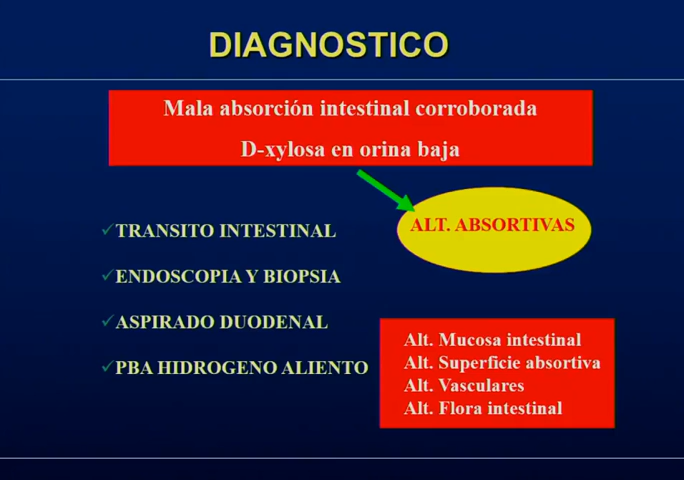 DIAGNOSTICO
Mala absorción intestinal corroborada
D-xylosa en orina baja
ALT. ABSORTIVAS
TRANSITO INTESTINAL
ENDOSCOPIA Y BIOPSIA
ASPIRADO DUODENAL
PBA HIDROGENO ALIENTO
Alt. Mucosa intestinal
Alt. Superficie absortiva
Alt. Vasculares
Alt. Flora intestinal